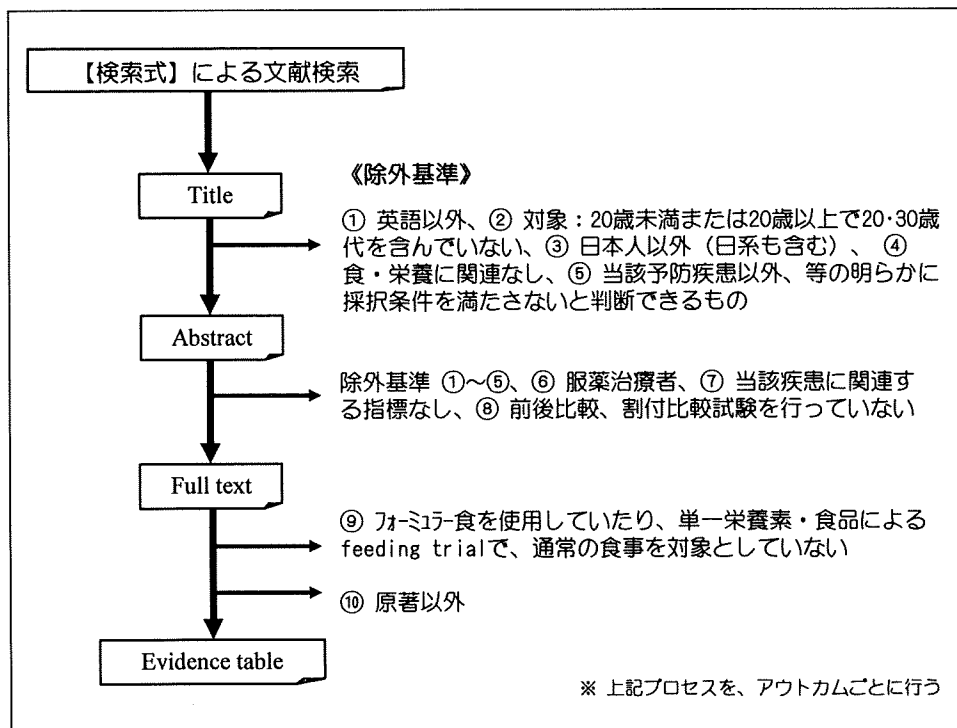 【検索式】による文献検索
Title
《除外基準》
① 英語以外、② 対象：20歳未満または20歳以上で20･30歳
代を含んでいない、③ 日本人以外（日系も含む）、④
食・栄養に関連なし、⑤ 当該予防疾患以外、等の明らかに
採択条件を満たさないと判断できるもの
Abstract
除外基準 ①～⑤、⑥ 服薬治療者、⑦ 当該疾患に関連す
る指標なし、⑧ 前後比較、割付比較試験を行っていない
Full text
⑨ ﾌｫｰﾐｭﾗｰ食を使用していたり、単一栄養素・食品による
feeding trialで、通常の食事を対象としていない
⑩ 原著以外
Evidence table
※ 上記プロセスを、アウトカムごとに行う